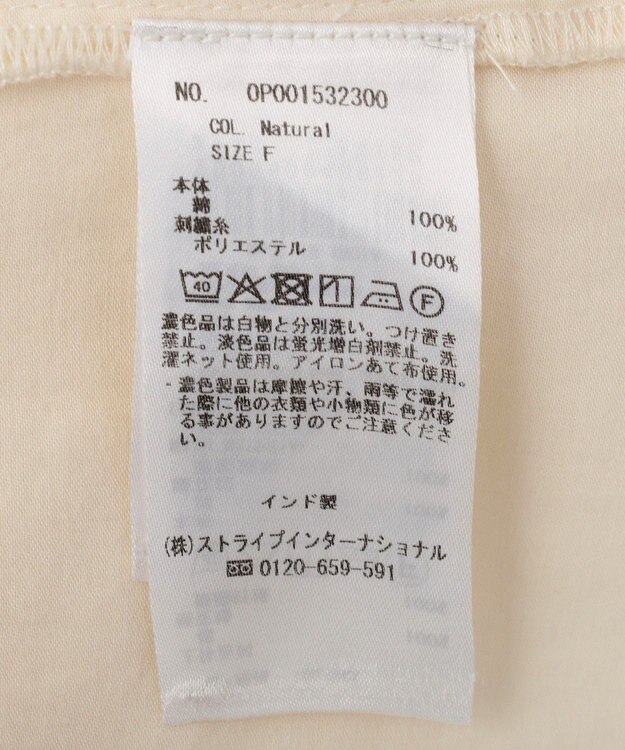 NO. OP001532300
COL. Natural
SIZE F
本体
綿 100%
刺繍糸
ポリエステル 100%
40 F
濃色品は白物と分別洗い。つけ置き
禁止。淡色品は蛍光増白剤禁止。洗
濯ネット使用。アイロンあて布使用。
・濃色製品は摩擦や汗、雨等で濡れ
た際に他の衣類や小物類に色が移
る事がありますのでご注意くださ
い。
インド製
(株)ストライプインターナショナル
0120-659-591